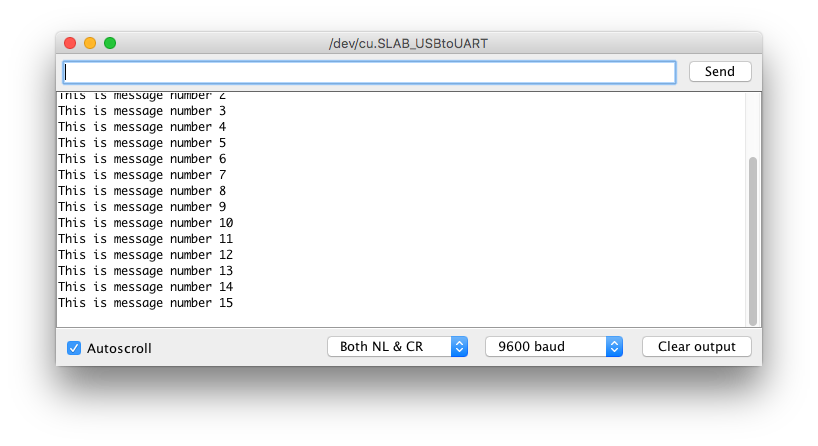 /dev/cu.SLAB_USBtoUART
Send
This is message number 2
This is message number 3
This is message number 4
This is message number 5
This is message number 6
This is message number 7
This is message number 8
This is message number 9
This is message number 10
This is message number 11
This is message number 12
This is message number 13
This is message number 14
This is message number 15
Autoscroll
Both NL & CR
9600 baud
Clear output